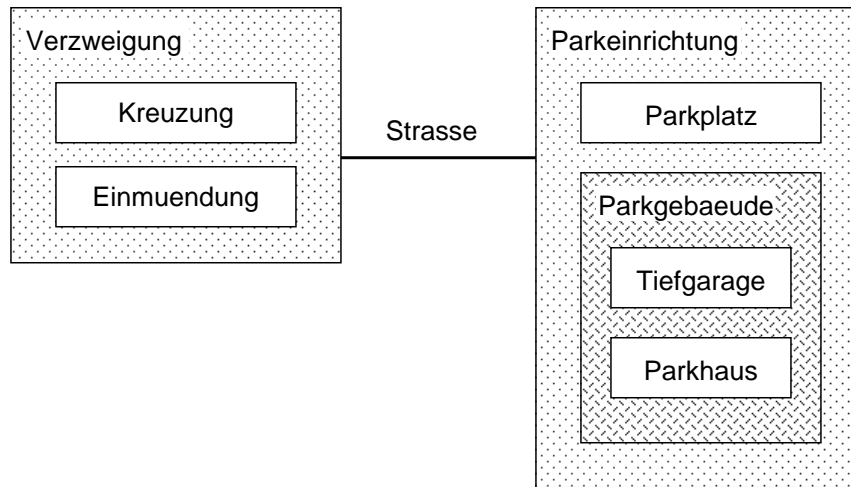 Verzweigung
Kreuzung
Einmuendung
Strasse
Parkeinrichtung
Parkplatz
Parkgebaeude
Tiefgarage
Parkhaus